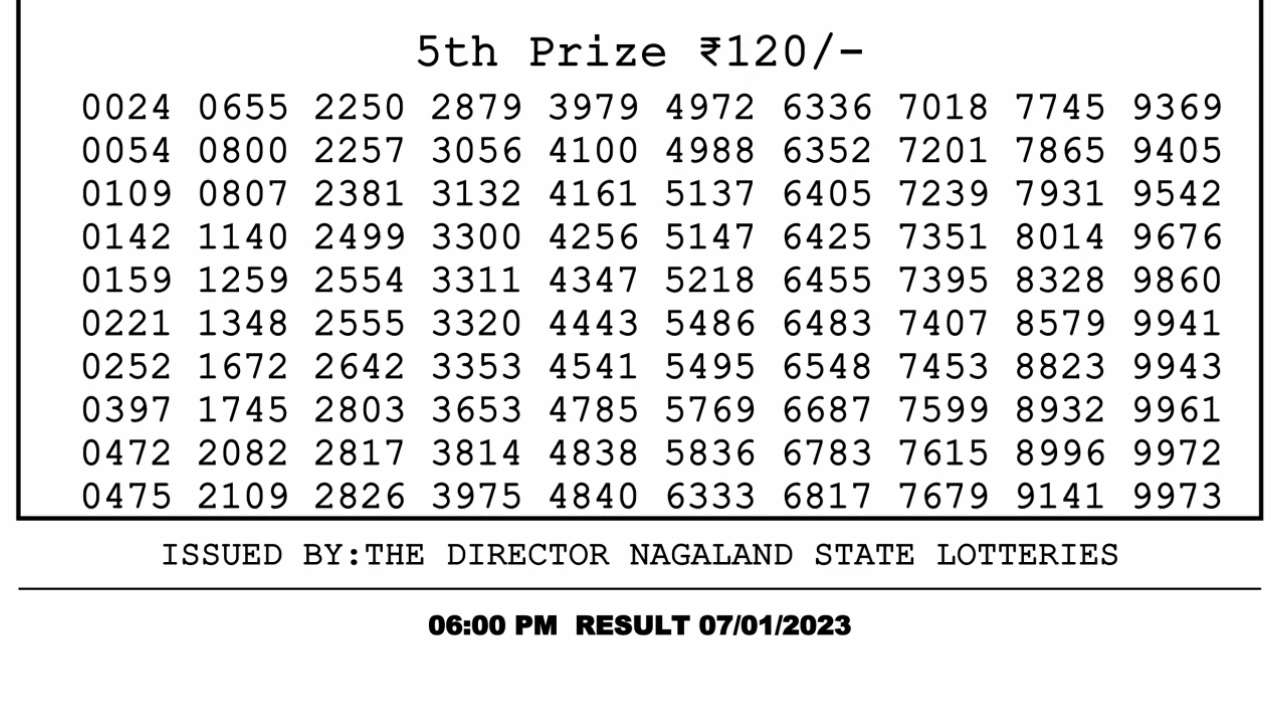 5th Prize ₹120/-
0024 0655 2250 2879 3979 4972 6336 7018 7745 9369
0054 0800 2257 3056 4100 4988 6352 7201 7865 9405
0109 0807 2381 3132 4161 5137 6405 7239 7931 9542
0142 1140 2499 3300 4256 5147 6425 7351 8014 9676
0159 1259 2554 3311 4347 5218 6455 7395 8328 9860
0221 1348 2555 3320 4443 5486 6483 7407 8579 9941
0252 1672 2642 3353 4541 5495 6548 7453 8823 9943
0397 1745 2803 3653 4785 5769 6687 7599 8932 9961
0472 2082 2817 3814 4838 5836 6783 7615 8996 9972
0475 2109 2826 3975 4840 6333 6817 7679 9141 9973
ISSUED BY:THE DIRECTOR NAGALAND STATE LOTTERIES
06:00 PM RESULT 07/01/2023